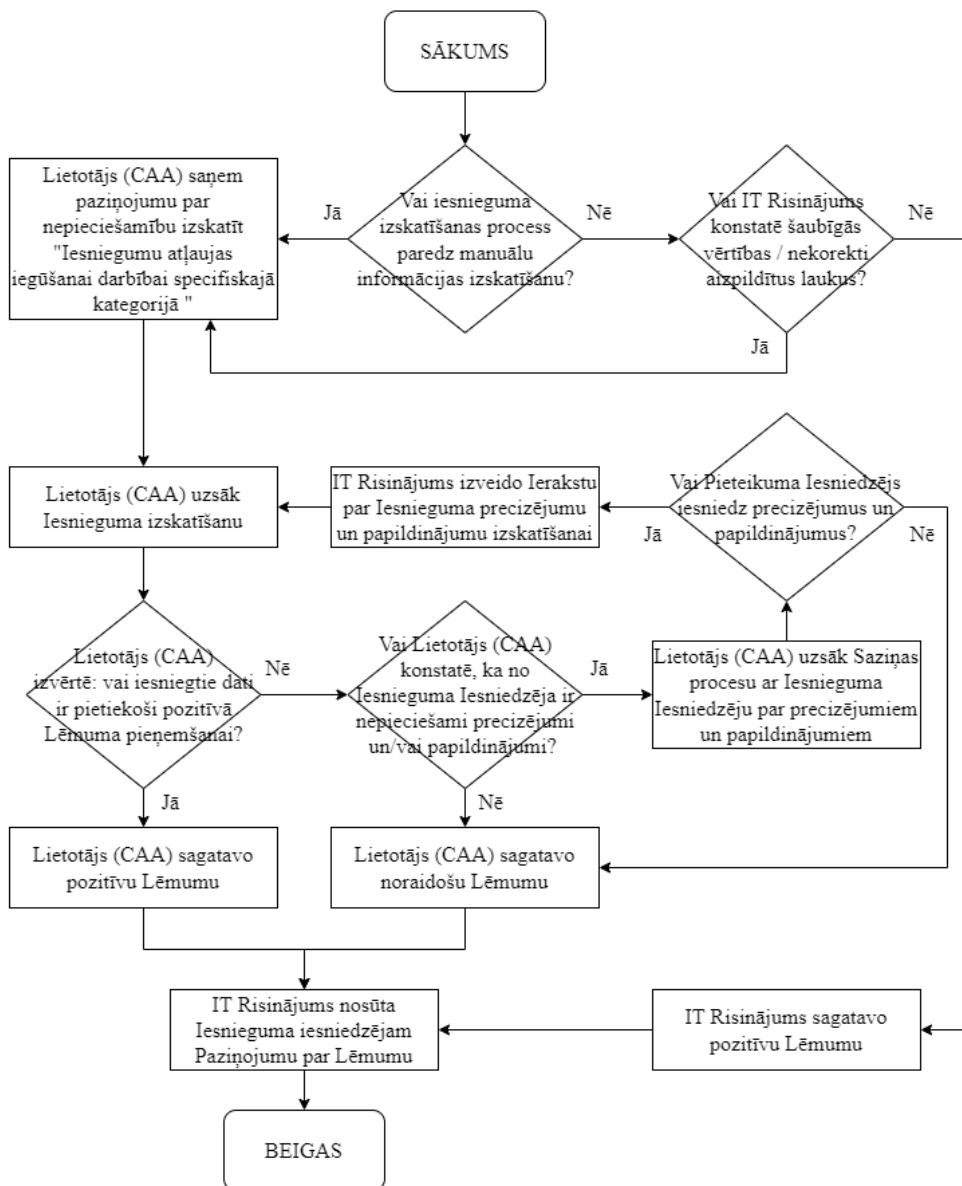 SĀKUMS
Lietotājs (CAA) saņem
paziņojumu par
nepieciešamību izskatīt
"Iesniegumu atļaujas
iegūšanai darbībai specifiskajā
kategorijā "
Jā
Vai iesnieguma
izskatīšanas process
paredz manuālu
informācijas izskatīšanu?
Nē
Vai IT Risinājums
konstatē šaubīgās
vērtības / nekorekti
aizpildītus laukus?
Nē
Jā
Lietotājs (CAA) uzsāk
Iesnieguma izskatīšanu
IT Risinājums izveido Ierakstu
par Iesnieguma precizējumu
un papildinājumu izskatīšanai
Jā
Vai Pieteikuma Iesniedzējs
iesniedz precizējumus un
papildinājumus?
Nē
Lietotājs (CAA)
izvērtē: vai iesniegtie dati
ir pietiekoši pozitīvā
Lēmuma pieņemšanai?
Nē
Vai Lietotājs (CAA)
konstatē, ka no
Iesnieguma Iesniedzēja ir
nepieciešami precizējumi
un/vai papildinājumi?
Jā
Lietotājs (CAA) uzsāk Saziņas
procesu ar Iesnieguma
Iesniedzēju par precizējumiem
un papildinājumiem
Jā
Nē
Lietotājs (CAA) sagatavo
pozitīvu Lēmumu
Lietotājs (CAA) sagatavo
noraidošu Lēmumu
IT Risinājums nosūta
Iesnieguma iesniedzējam
Paziņojumu par Lēmumu
IT Risinājums sagatavo
pozitīvu Lēmumu
BEIGAS